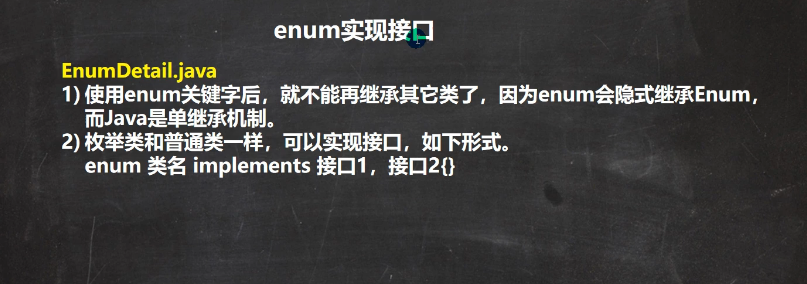 enum实现接口
EnumDetail.java
1) 使用enum关键字后，就不能再继承其它类了，因为enum会隐式继承Enum，
而Java是单继承机制。
2) 枚举类和普通类一样，可以实现接口，如下形式。
enum 类名 implements 接口1，接口2{}